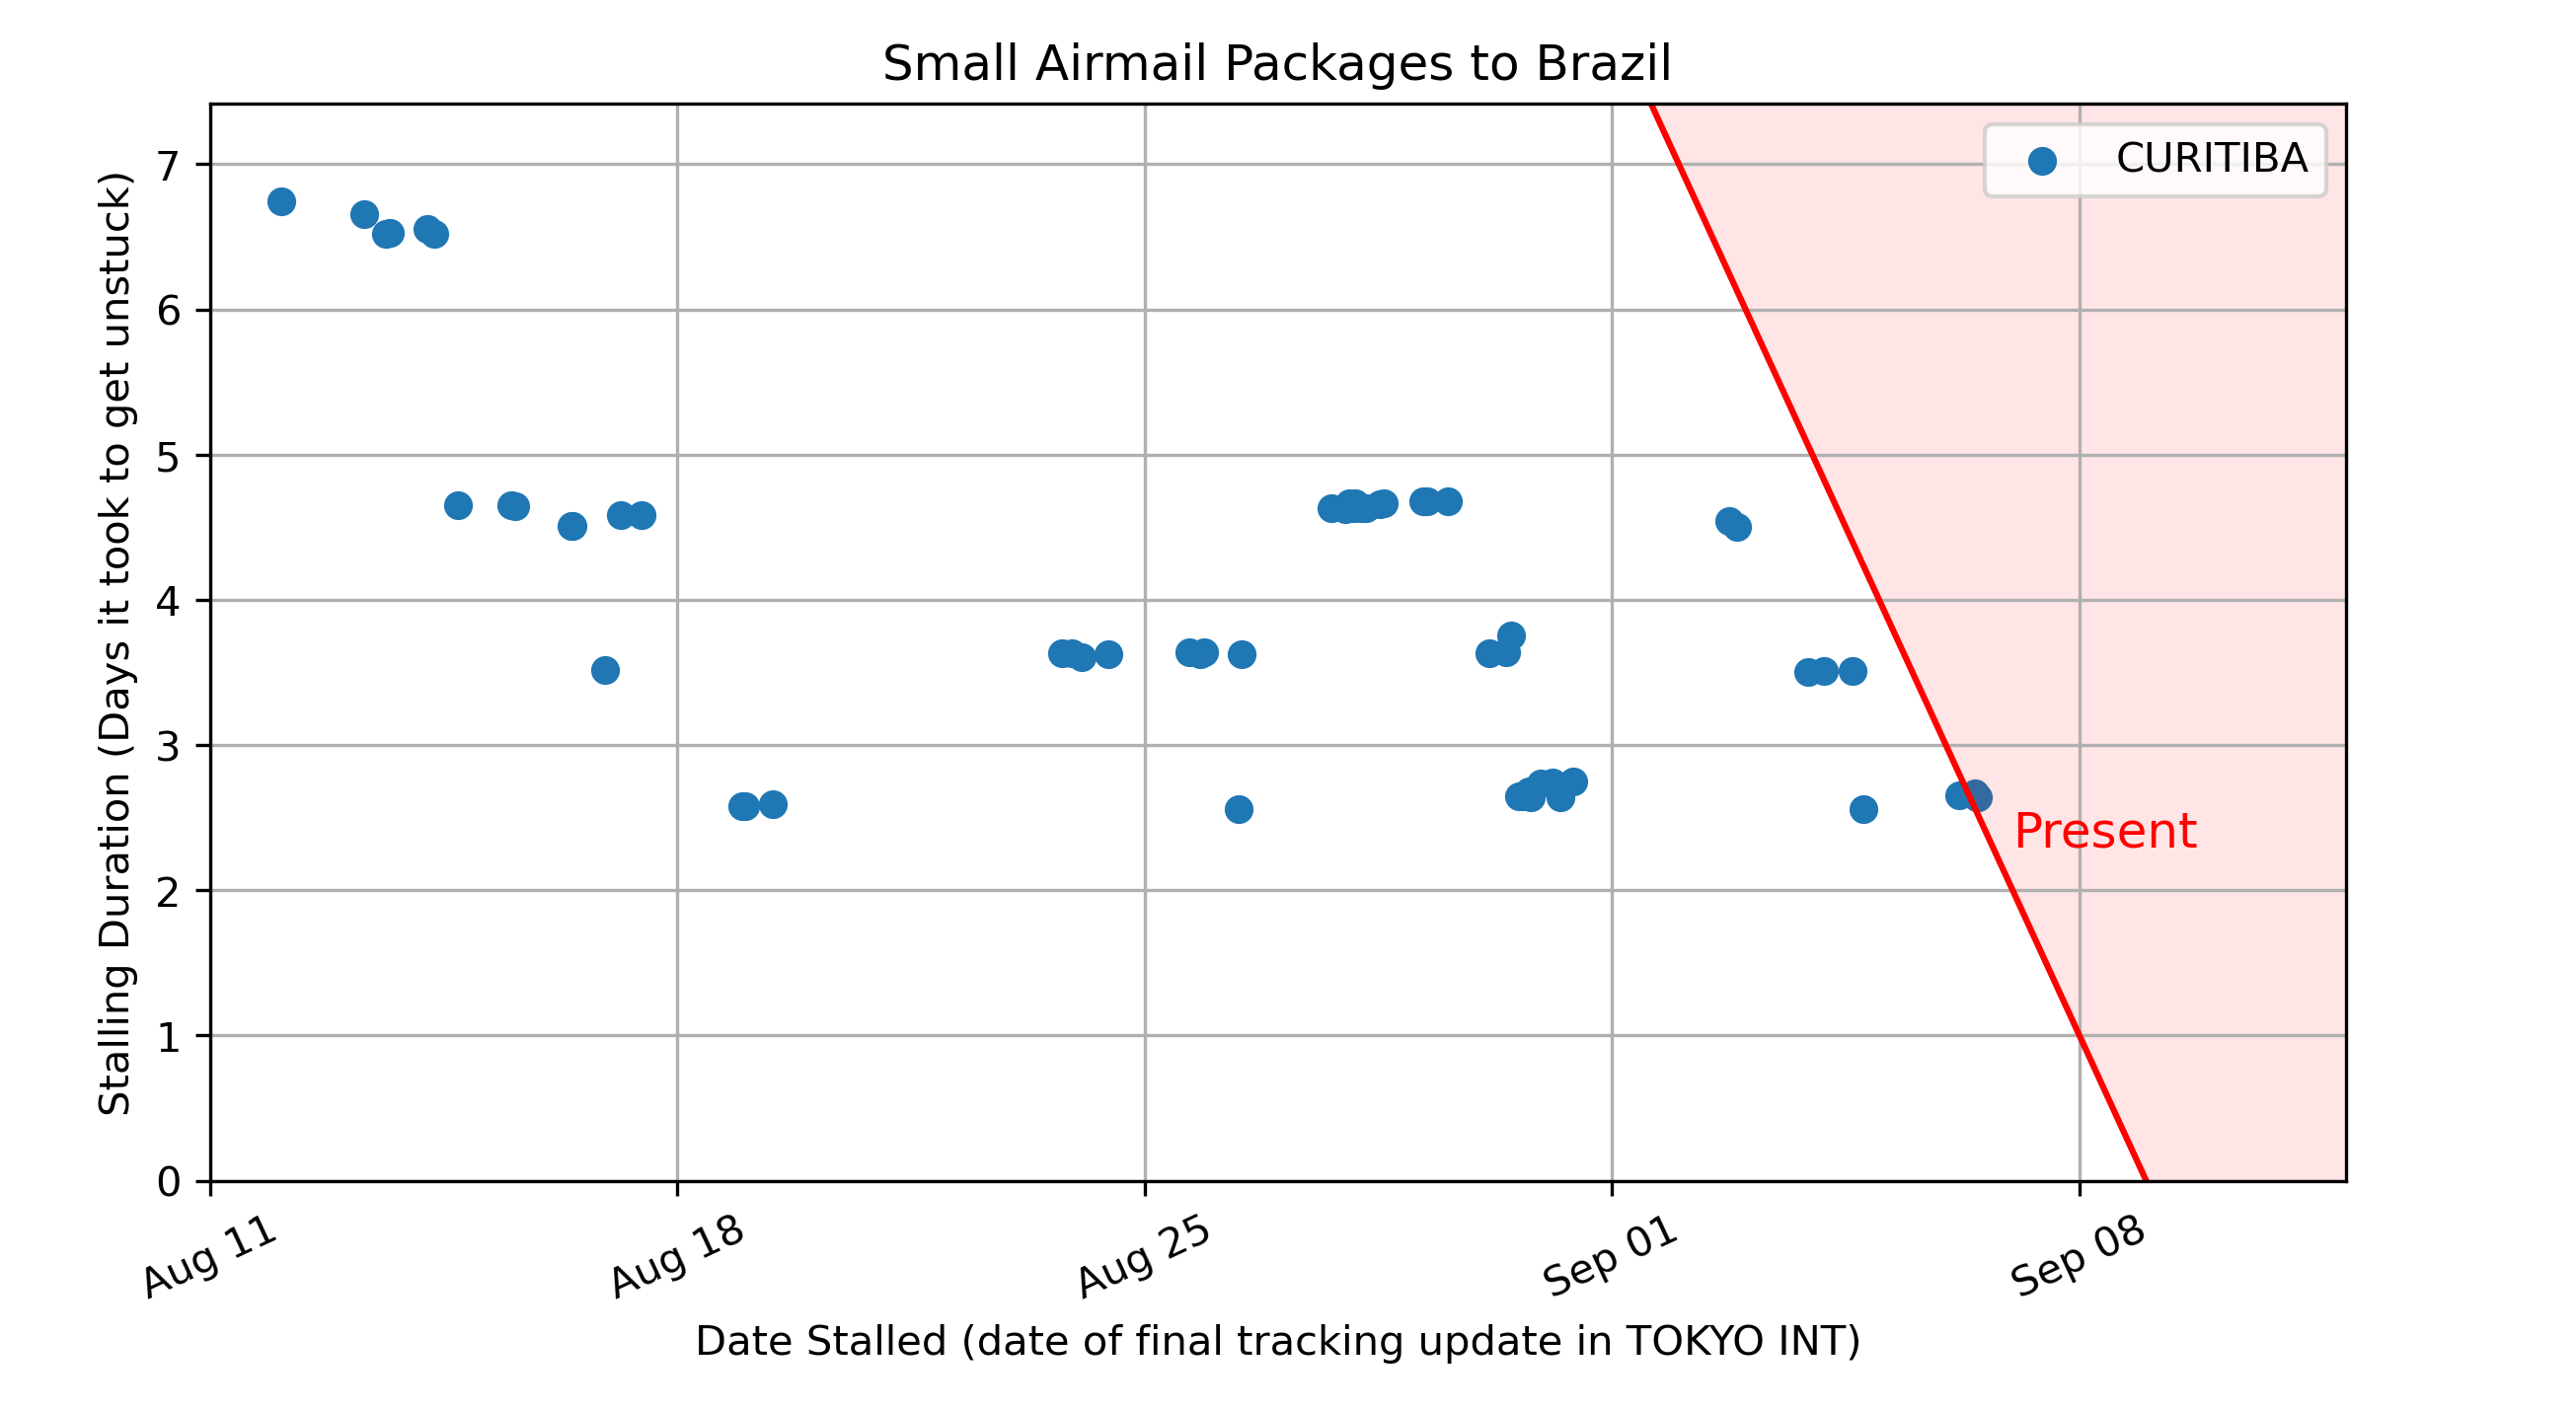 Small Airmail Packages to Brazil
CURITIBA
Present
Stalling Duration (Days it took to get unstuck)
7
6
5
4
3
2
1
0
Aug 11
Aug 18
Aug 25
Sep 01
Sep 08
Date Stalled (date of final tracking update in TOKYO INT)